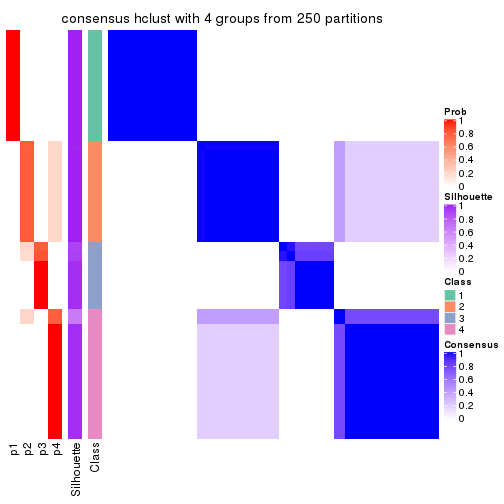 consensus hclust with 4 groups from 250 partitions
Prob
1
0.8
0.6
0.4
0.2
0
Silhouette
1
0.8
0.6
0.4
0.2
0
Class
1
2
3
4
Consensus
1
0.8
0.6
0.4
0.2
0
p1
p2
p3
p4
Silhouette
Class